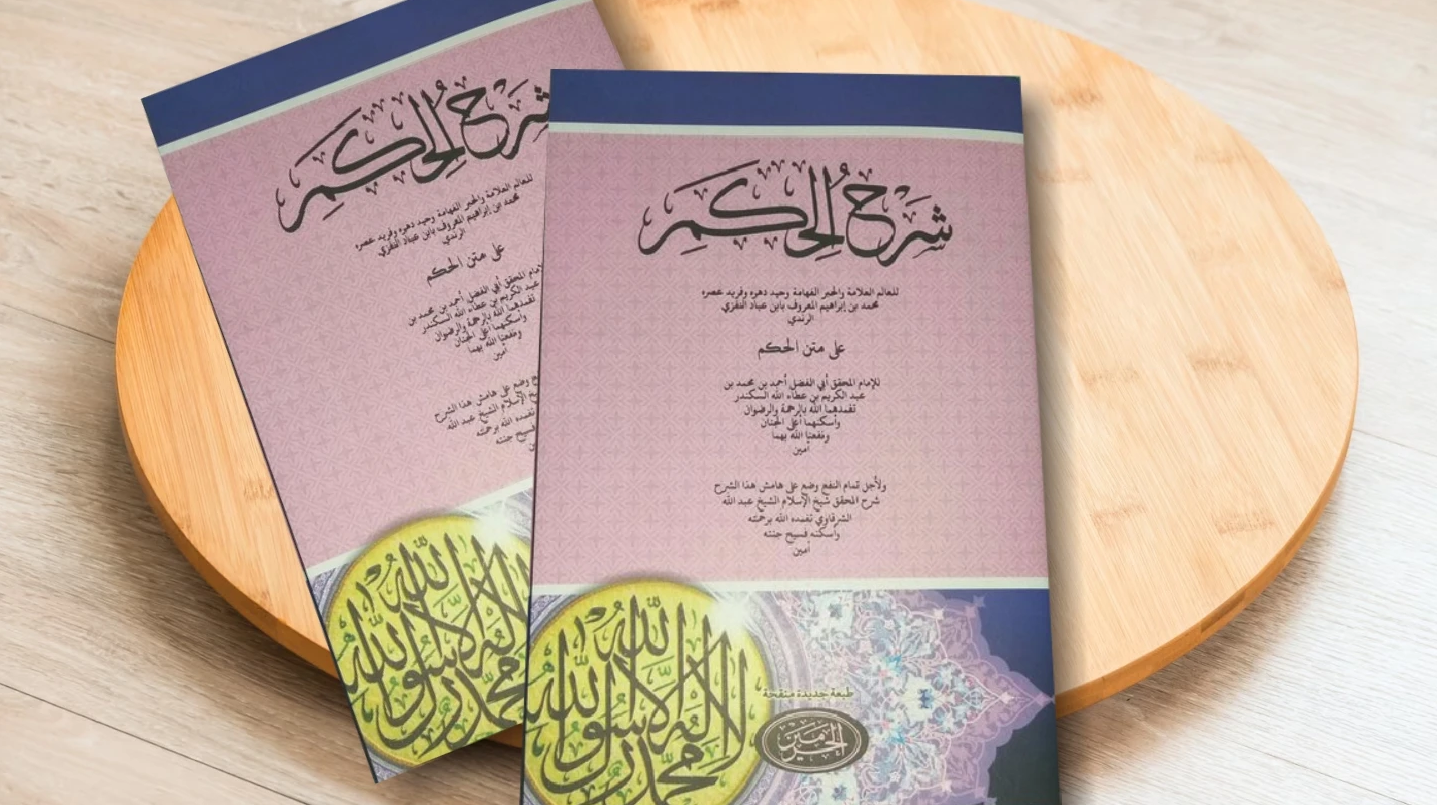 شرح الحكم
للعالم العلامة والحبر الفهامة وحيد دهره وفريد عصره
محمد بن إبراهيم المعروف بابن عباد النفزي
الرندي
على متن الحكم
للإمام المحقق أبي الفضل أحمد بن محمد بن
عبد الكريم بن عطاء الله السكندر
تغمدهما الله بالرحمة والرضوان
وأسكنهما أعلى الجنان
ونفعنا الله بهما
آمين
ولأجل تمام النفع وضع على هامش هذا الشرح
شرح المحقق شيخ الإسلام الشيخ عبد الله
الشرقاوي تغمده الله برحمته
وأسكنه فسيح جنته
آمين
لا إله إلا الله محمد رسول الله
طبعة جديدة منقحة
الحرمين
شرح الحكم
للعالم العلامة والحبر الفهامة وحيد دهره وفريد عصره
محمد بن إبراهيم المعروف بابن عباد النفزي
الرندي
على متن الحكم
للإمام المحقق أبي الفضل أحمد بن محمد بن
عبد الكريم بن عطاء الله السكندر
تغمدهما الله بالرحمة والرضوان
وأسكنهما أعلى الجنان
ونفعنا الله بهما
آمين
وضع على هامش هذا الشرح
الإسلام الشيخ عبد الله
تغمده الله برحمته
فسيح جنته
لا إله إلا الله محمد رسول الله